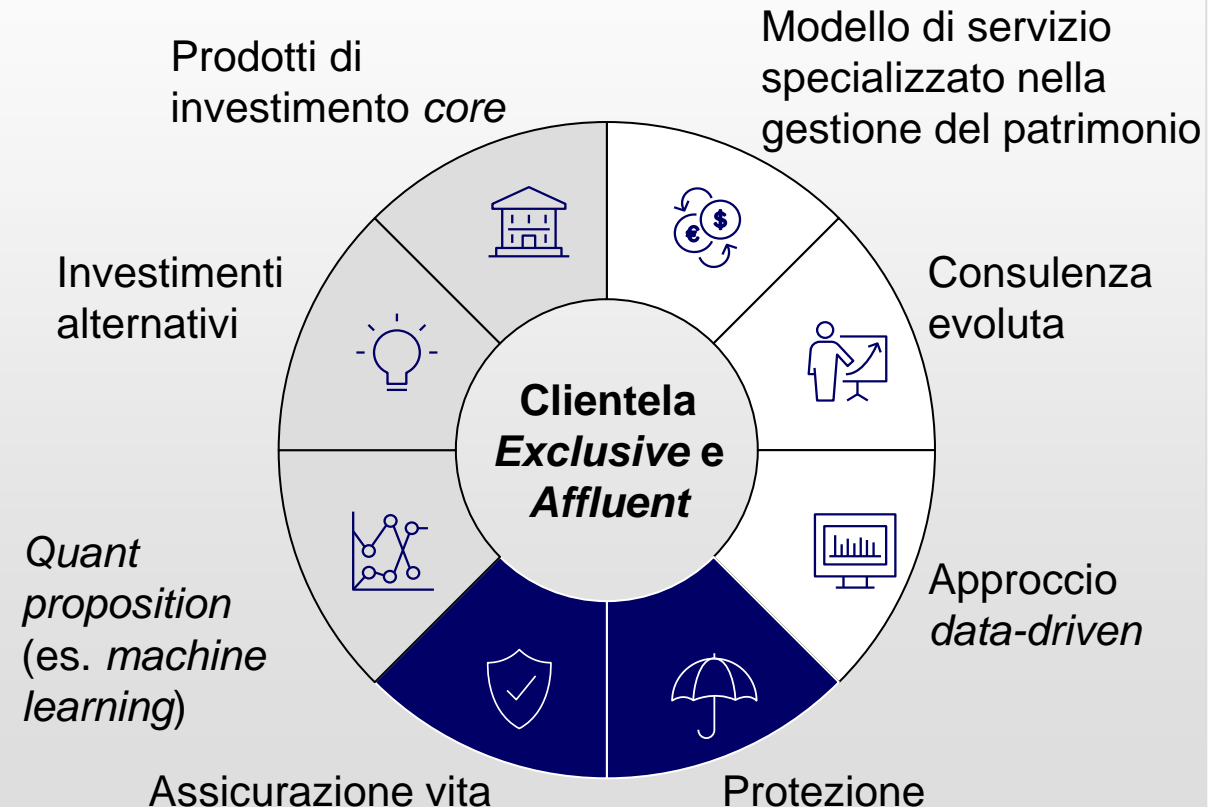 Prodotti di
investimento core
Modello di servizio
specializzato nella
gestione del patrimonio
Investimenti
alternativi
Consulenza
evoluta
$
€
Clientela
Exclusive e
Affluent
Quant
proposition
(es. machine
learning)
Approccio
data-driven
Assicurazione vita
Protezione